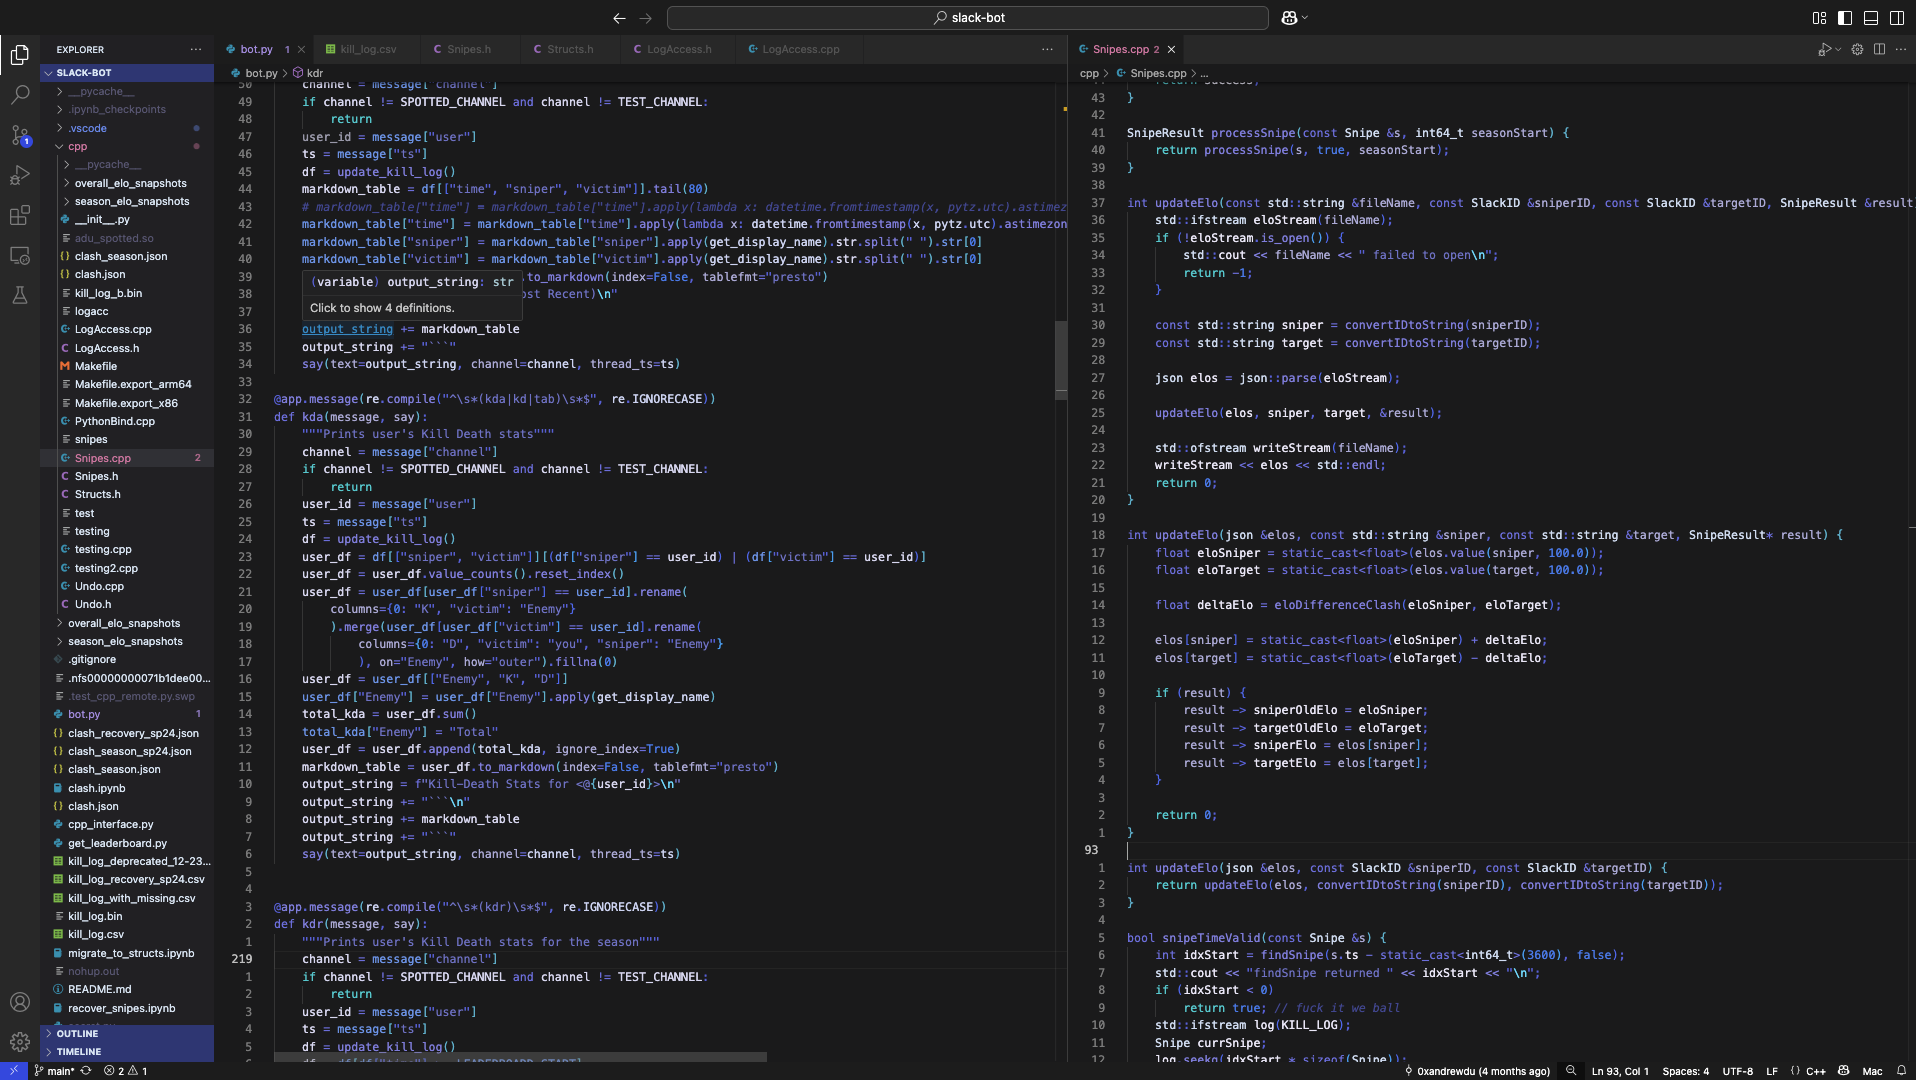 slack-bot
EXPLORER
SLACK-BOT
__pycache__
.ipynb_checkpoints
.vscode
cpp
__pycache__
overall_elo_snapshots
season_elo_snapshots
__init__.py
adu_spotted.so
clash_season.json
clash.json
kill_log_b.bin
logacc
LogAccess.cpp
LogAccess.h
Makefile
Makefile.export_arm64
Makefile.export_x86
PythonBind.cpp
snipes
Snipes.cpp 2
Snipes.h
Structs.h
test
testing
testing.cpp
testing2.cpp
Undo.cpp
Undo.h
overall_elo_snapshots
season_elo_snapshots
.gitignore
.nfs00000000071b1dee00...
.test_cpp_remote.py.swp
bot.py 1
clash_recovery_sp24.json
clash_season_sp24.json
clash_season.json
clash.ipynb
clash.json
cpp_interface.py
get_leaderboard.py
kill_log_deprecated_12-23...
kill_log_recovery_sp24.csv
kill_log_with_missing.csv
kill_log.bin
kill_log.csv
migrate_to_structs.ipynb
nohup.out
README.md
recover_snipes.ipynb
OUTLINE
TIMELINE
bot.py 1 kill_log.csv Snipes.h Structs.h LogAccess.h LogAccess.cpp
bot.py > kdr
50 channel = message["channel"]
49 if channel != SPOTTED_CHANNEL and channel != TEST_CHANNEL:
48 return
47 user_id = message["user"]
46 ts = message["ts"]
45 df = update_kill_log()
44 markdown_table = df[["time", "sniper", "victim"]].tail(80)
43 # markdown_table["time"] = markdown_table["time"].apply(lambda x: datetime.fromtimestamp(x, pytz.utc).astimez
42 markdown_table["time"] = markdown_table["time"].apply(lambda x: datetime.fromtimestamp(x, pytz.utc).astimezon
41 markdown_table["sniper"] = markdown_table["sniper"].apply(get_display_name).str.split(" ").str[0]
40 markdown_table["victim"] = markdown_table["victim"].apply(get_display_name).str.split(" ").str[0]
39 to_markdown(index=False, tablefmt="presto")
(variable) output_string: str
38 ost Recent)\n"
Click to show 4 definitions.
37
36 output_string += markdown_table
35 output_string += "```"
34 say(text=output_string, channel=channel, thread_ts=ts)
33
32 @app.message(re.compile("^\s*(kda|kd|tab)\s*$", re.IGNORECASE))
31 def kda(message, say):
30 """Prints user's Kill Death stats"""
29 channel = message["channel"]
28 if channel != SPOTTED_CHANNEL and channel != TEST_CHANNEL:
27 return
26 user_id = message["user"]
25 ts = message["ts"]
24 df = update_kill_log()
23 user_df = df[["sniper", "victim"]][(df["sniper"] == user_id) | (df["victim"] == user_id)]
22 user_df = user_df.value_counts().reset_index()
21 user_df = user_df[user_df["sniper"] == user_id].rename(
20 columns={0: "K", "victim": "Enemy"}
19 ).merge(user_df[user_df["victim"] == user_id].rename(
18 columns={0: "D", "victim": "you", "sniper": "Enemy"}
17 ), on="Enemy", how="outer").fillna(0)
16 user_df = user_df[["Enemy", "K", "D"]]
15 user_df["Enemy"] = user_df["Enemy"].apply(get_display_name)
14 total_kda = user_df.sum()
13 total_kda["Enemy"] = "Total"
12 user_df = user_df.append(total_kda, ignore_index=True)
11 markdown_table = user_df.to_markdown(index=False, tablefmt="presto")
10 output_string = f"Kill-Death Stats for <@{user_id}>\n"
9 output_string += "```\n"
8 output_string += markdown_table
7 output_string += "```"
6 say(text=output_string, channel=channel, thread_ts=ts)
5
4
3 @app.message(re.compile("^\s*(kdr)\s*$", re.IGNORECASE))
2 def kdr(message, say):
1 """Prints user's Kill Death stats for the season"""
219 channel = message["channel"]
1 if channel != SPOTTED_CHANNEL and channel != TEST_CHANNEL:
2 return
3 user_id = message["user"]
4 ts = message["ts"]
5 df = update_kill_log()
Snipes.cpp 2
cpp > Snipes.cpp > ...
43 }
42
41 SnipeResult processSnipe(const Snipe &s, int64_t seasonStart) {
40 return processSnipe(s, true, seasonStart);
39 }
38
37 int updateElo(const std::string &fileName, const SlackID &sniperID, const SlackID &targetID, SnipeResult &result
36 std::ifstream eloStream(fileName);
35 if (!eloStream.is_open()) {
34 std::cout << fileName << " failed to open\n";
33 return -1;
32 }
31
30 const std::string sniper = convertIDtoString(sniperID);
29 const std::string target = convertIDtoString(targetID);
28
27 json elos = json::parse(eloStream);
26
25 updateElo(elos, sniper, target, &result);
24
23 std::ofstream writeStream(fileName);
22 writeStream << elos << std::endl;
21 return 0;
20 }
19
18 int updateElo(json &elos, const std::string &sniper, const std::string &target, SnipeResult* result) {
17 float eloSniper = static_cast<float>(elos.value(sniper, 100.0));
16 float eloTarget = static_cast<float>(elos.value(target, 100.0));
15
14 float deltaElo = eloDifferenceClash(eloSniper, eloTarget);
13
12 elos[sniper] = static_cast<float>(eloSniper) + deltaElo;
11 elos[target] = static_cast<float>(eloTarget) - deltaElo;
10
9 if (result) {
8 result -> sniperOldElo = eloSniper;
7 result -> targetOldElo = eloTarget;
6 result -> sniperElo = elos[sniper];
5 result -> targetElo = elos[target];
4 }
3
2 return 0;
1 }
93
1 int updateElo(json &elos, const SlackID &sniperID, const SlackID &targetID) {
2 return updateElo(elos, convertIDtoString(sniperID), convertIDtoString(targetID));
3 }
4
5 bool snipeTimeValid(const Snipe &s) {
6 int idxStart = findSnipe(s.ts - static_cast<int64_t>(3600), false);
7 std::cout << "findSnipe returned " << idxStart << "\n";
8 if (idxStart < 0)
9 return true; // fuck it we ball
10 std::ifstream log(KILL_LOG);
11 Snipe currSnipe;
12 log.seekg(idxStart * sizeof(Snipe));
main* 2 1
0xandrewdu (4 months ago) Ln 93, Col 1 Spaces: 4 UTF-8 LF C++ Mac